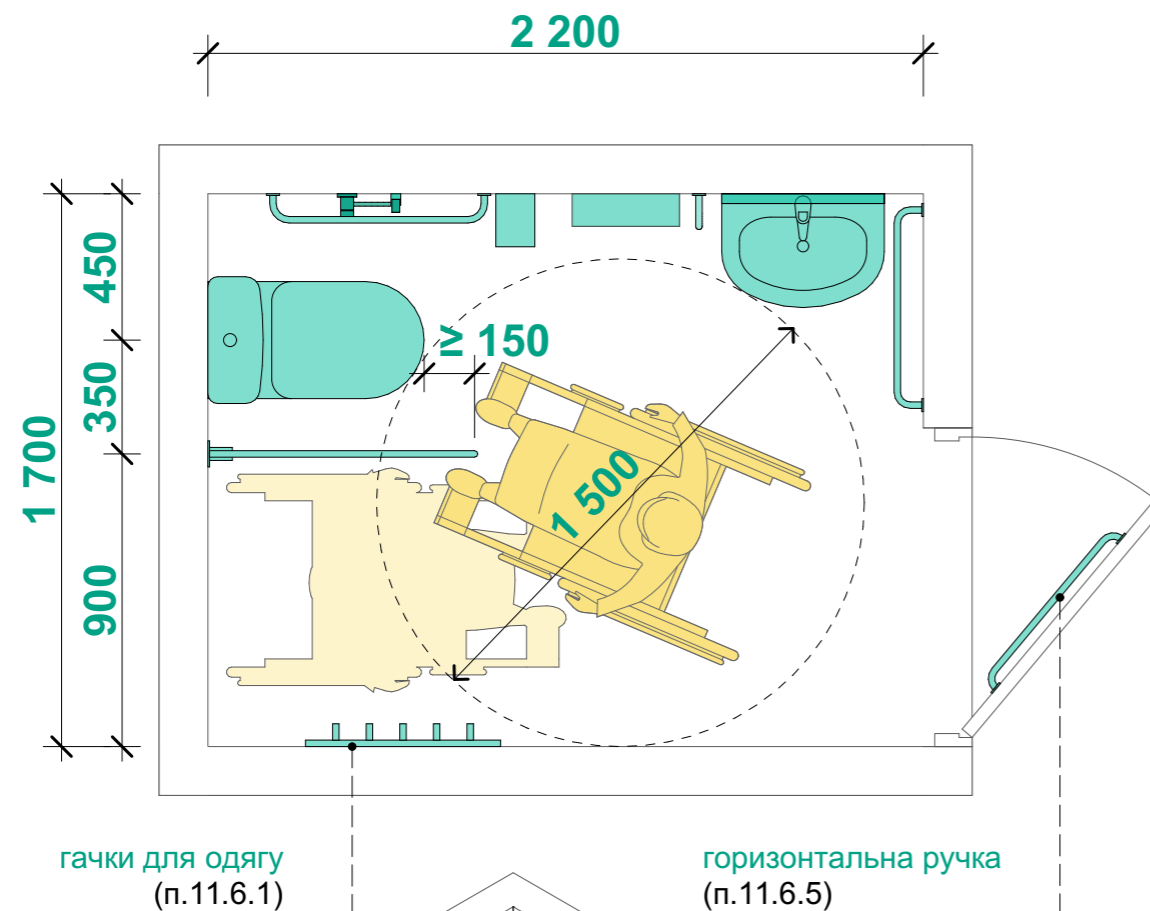 2 200
450
≥ 150
350
1 700
1 500
900
гачки для одягу
(п.11.6.1)
горизонтальна ручка
(п.11.6.5)